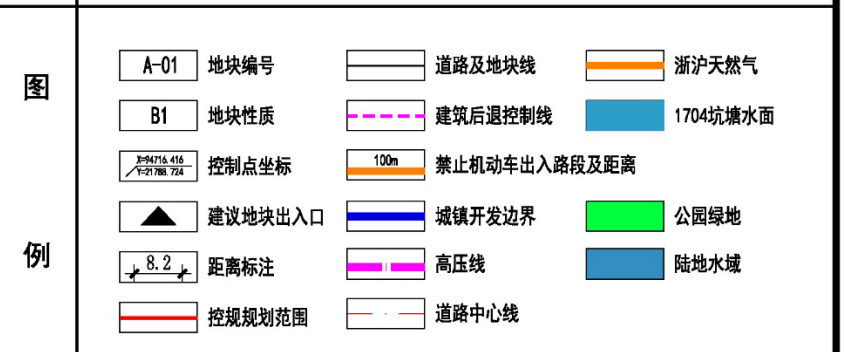 图例
A-01 地块编号 道路及地块线 浙沪天然气
B1 地块性质 建筑后退控制线 1704坑塘水面
X=94716.416
Y=21788.724 控制点坐标 100m 禁止机动车出入路段及距离
建议地块出入口 城镇开发边界 公园绿地
8.2 距离标注 高压线 陆地水域
控规规划范围 道路中心线